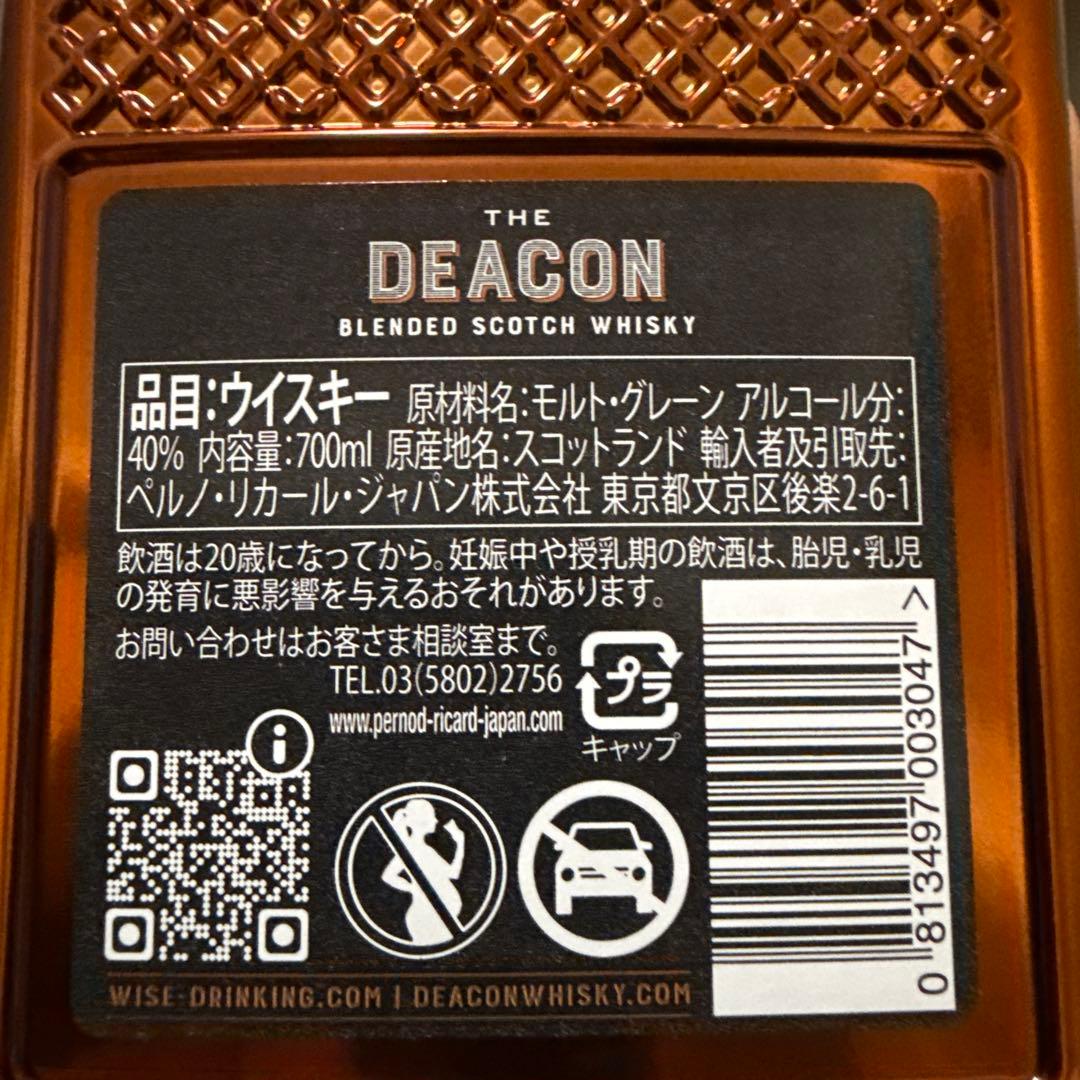 THE
DEACON
BLENDED SCOTCH WHISKY
品目:ウイスキー 原材料名:モルト・グレーン アルコール分:
40% 内容量:700ml 原産地名:スコットランド 輸入者及引取先:
ペルノ・リカール・ジャパン株式会社 東京都文京区後楽2-6-1
飲酒は20歳になってから。妊娠中や授乳期の飲酒は、胎児・乳児
の発育に悪影響を与えるおそれがあります。
お問い合わせはお客さま相談室まで。
TEL.03(5802)2756
www.pernod-ricard-japan.com
プラ
キャップ
i
0 813497 003047 >
WISE-DRINKING.COM | DEACONWHISKY.COM